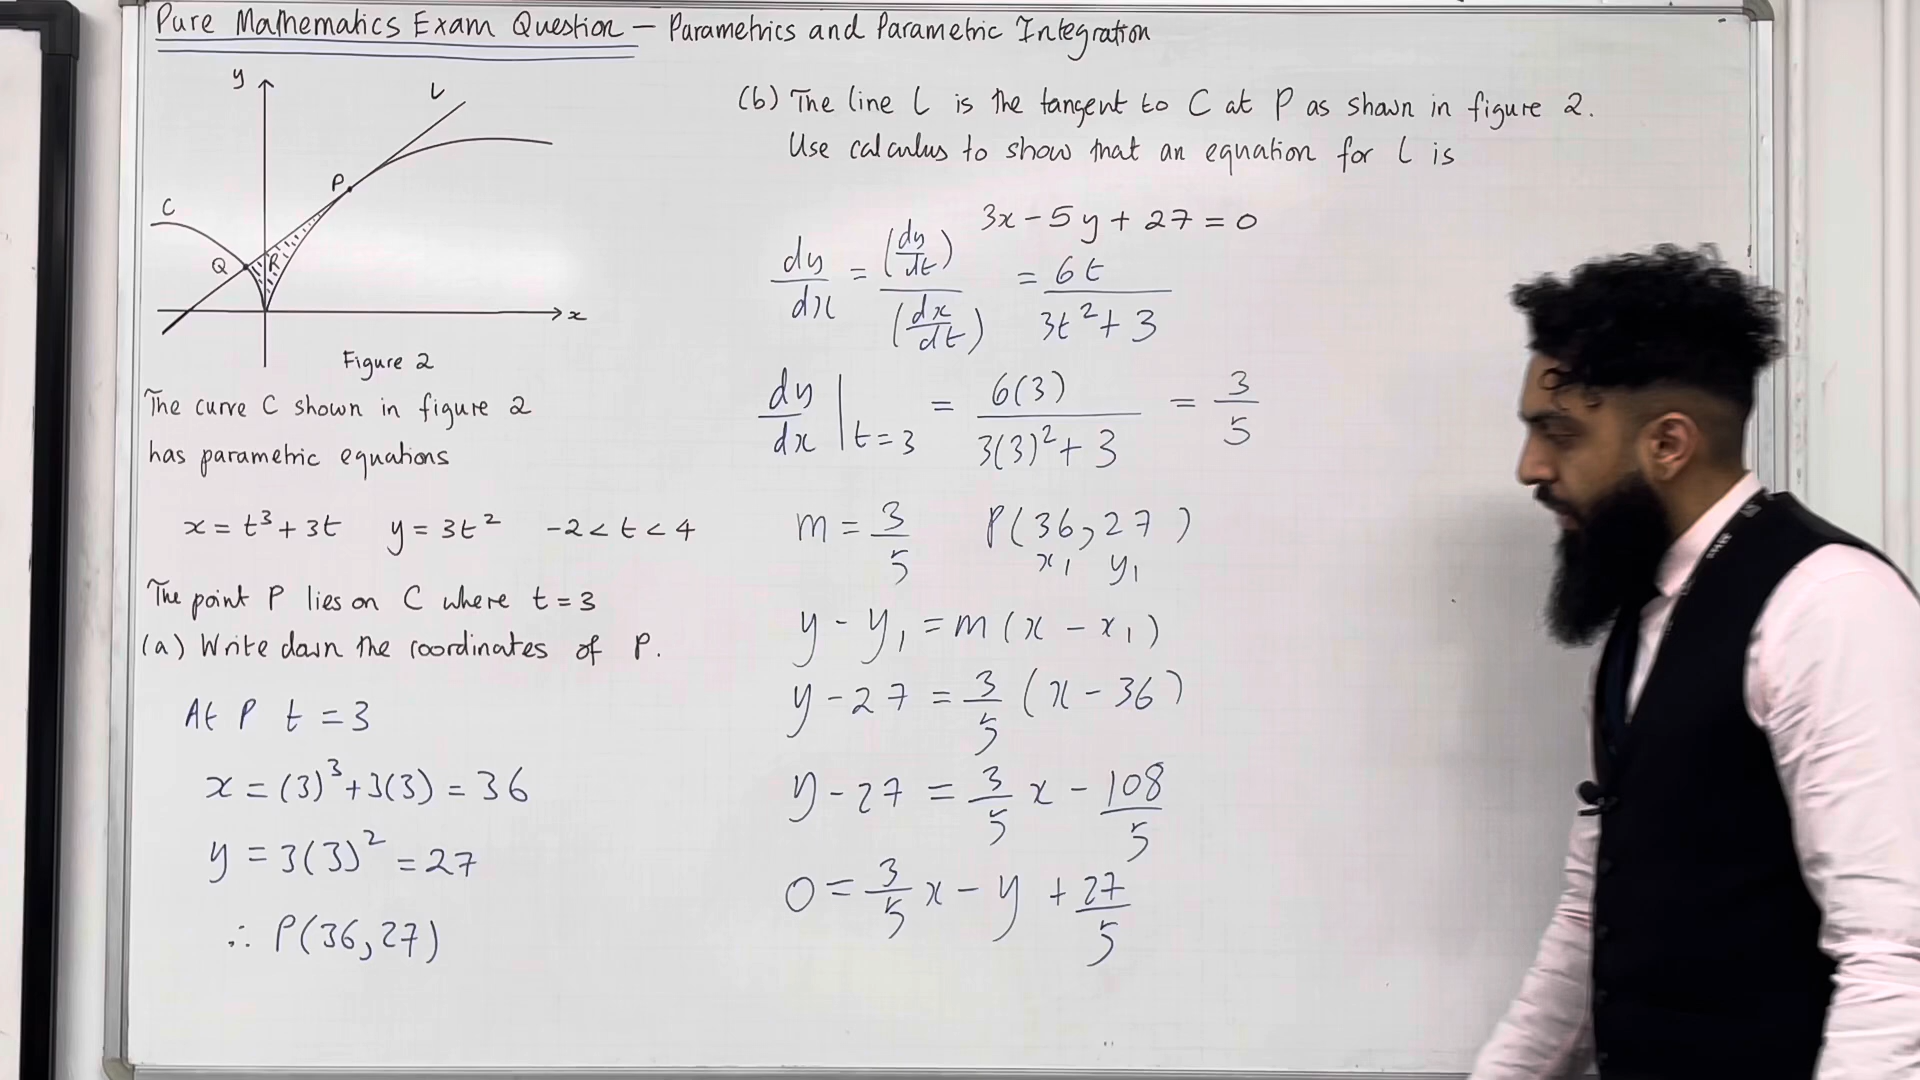 Pure Mathematics Exam Question – Parametrics and Parametric Integration
y
L
P
C
Q
R
x
Figure 2
The curve C shown in figure 2
has parametric equations
x = t³ + 3t y = 3t² -2 < t < 4
The point P lies on C where t = 3
(a) Write down the coordinates of P.
At P t = 3
x = (3)³ + 3(3) = 36
y = 3(3)² = 27
∴ P(36,27)
(b) The line L is the tangent to C at P as shown in figure 2.
Use calculus to show that an equation for L is
3x - 5y + 27 = 0
dy/dx = (dy/dt)/(dx/dt) = 6t/(3t² + 3)
dy/dx | t=3 = 6(3)/(3(3)² + 3) = 3/5
m = 3/5 P(36,27)
x₁ y₁
y - y₁ = m(x - x₁)
y - 27 = 3/5 (x - 36)
y - 27 = 3/5 x - 108/5
0 = 3/5 x - y + 27/5